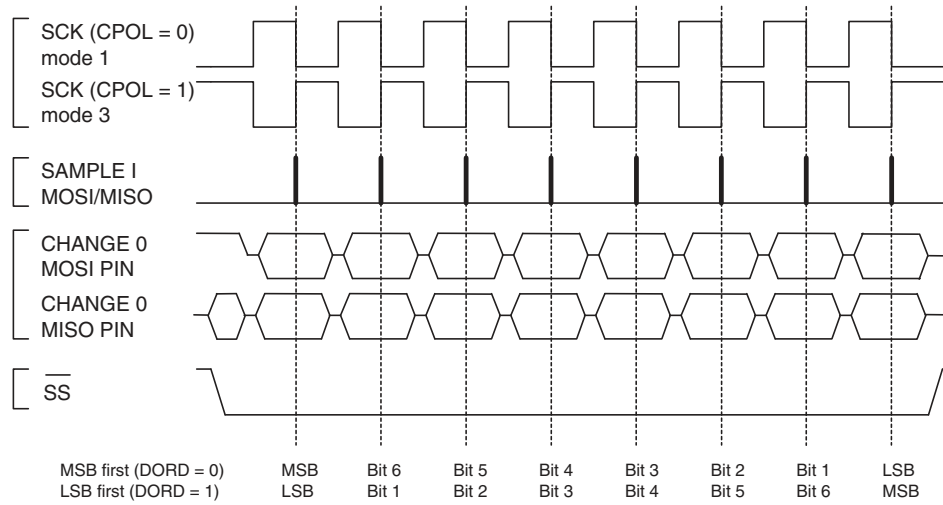 SCK (CPOL = 0)
mode 1
SCK (CPOL = 1)
mode 3
SAMPLE I
MOSI/MISO
CHANGE 0
MOSI PIN
CHANGE 0
MISO PIN
SS
MSB first (DORD = 0) MSB Bit 6 Bit 5 Bit 4 Bit 3 Bit 2 Bit 1 LSB
LSB first (DORD = 1) LSB Bit 1 Bit 2 Bit 3 Bit 4 Bit 5 Bit 6 MSB